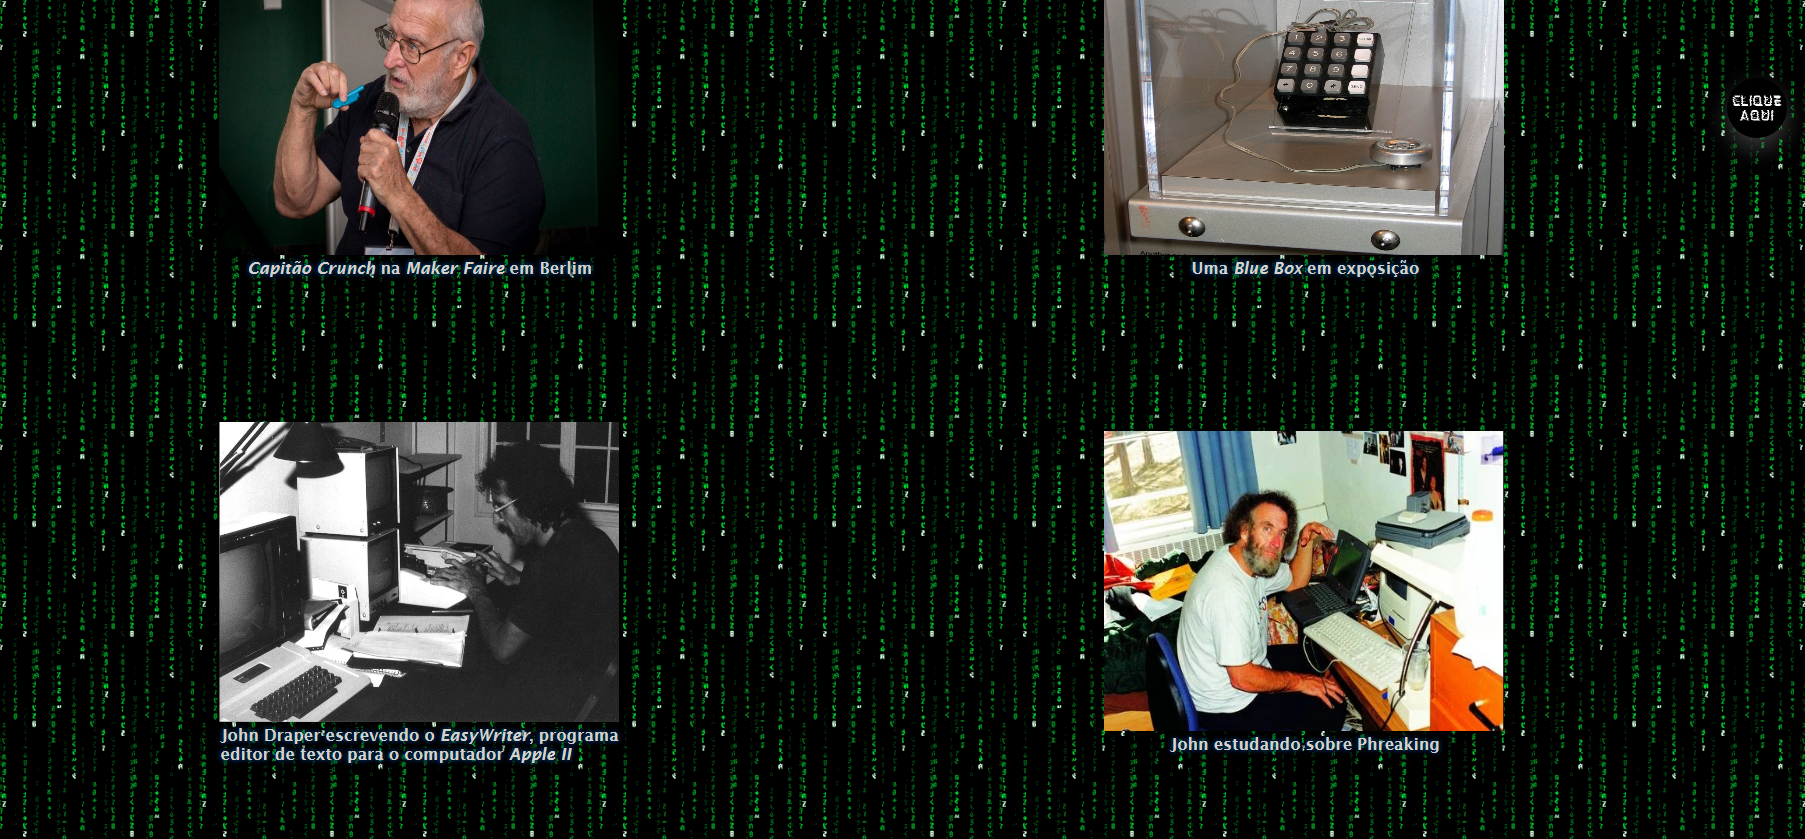 CLIQUE
AQUI
Capitão Crunch na Maker Faire em Berlim
Uma Blue Box em exposição
John Draper escrevendo o EasyWriter, programa
editor de texto para o computador Apple II
John estudando sobre Phreaking